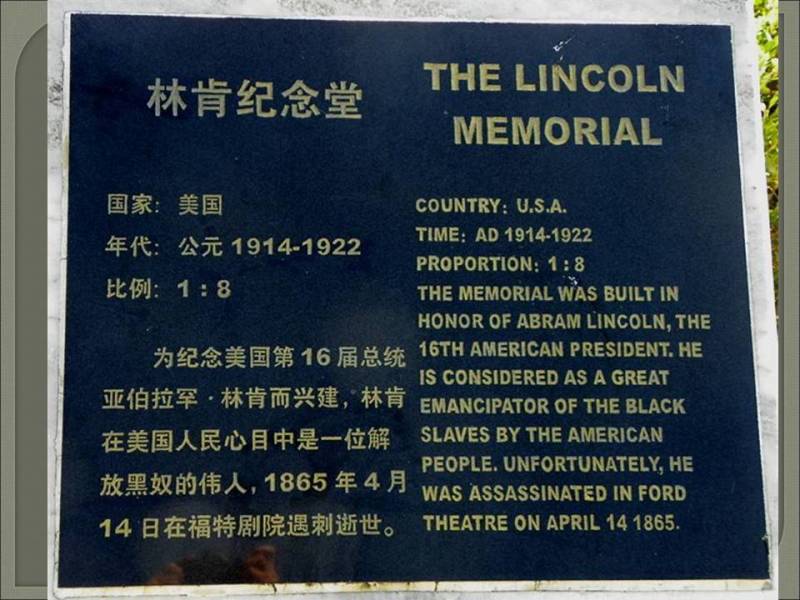 林肯纪念堂
国家：美国
年代：公元 1914-1922
比例：1：8
为纪念美国第 16 届总统
亚伯拉罕·林肯而兴建，林肯
在美国人民心目中是一位解
放黑奴的伟人，1865 年 4 月
14 日在福特剧院遇刺逝世。
THE LINCOLN
MEMORIAL
COUNTRY: U.S.A.
TIME: AD 1914-1922
PROPORTION: 1 : 8
THE MEMORIAL WAS BUILT IN
HONOR OF ABRAM LINCOLN, THE
16TH AMERICAN PRESIDENT. HE
IS CONSIDERED AS A GREAT
EMANCIPATOR OF THE BLACK
SLAVES BY THE AMERICAN
PEOPLE. UNFORTUNATELY, HE
WAS ASSASSINATED IN FORD
THEATRE ON APRIL 14 1865.